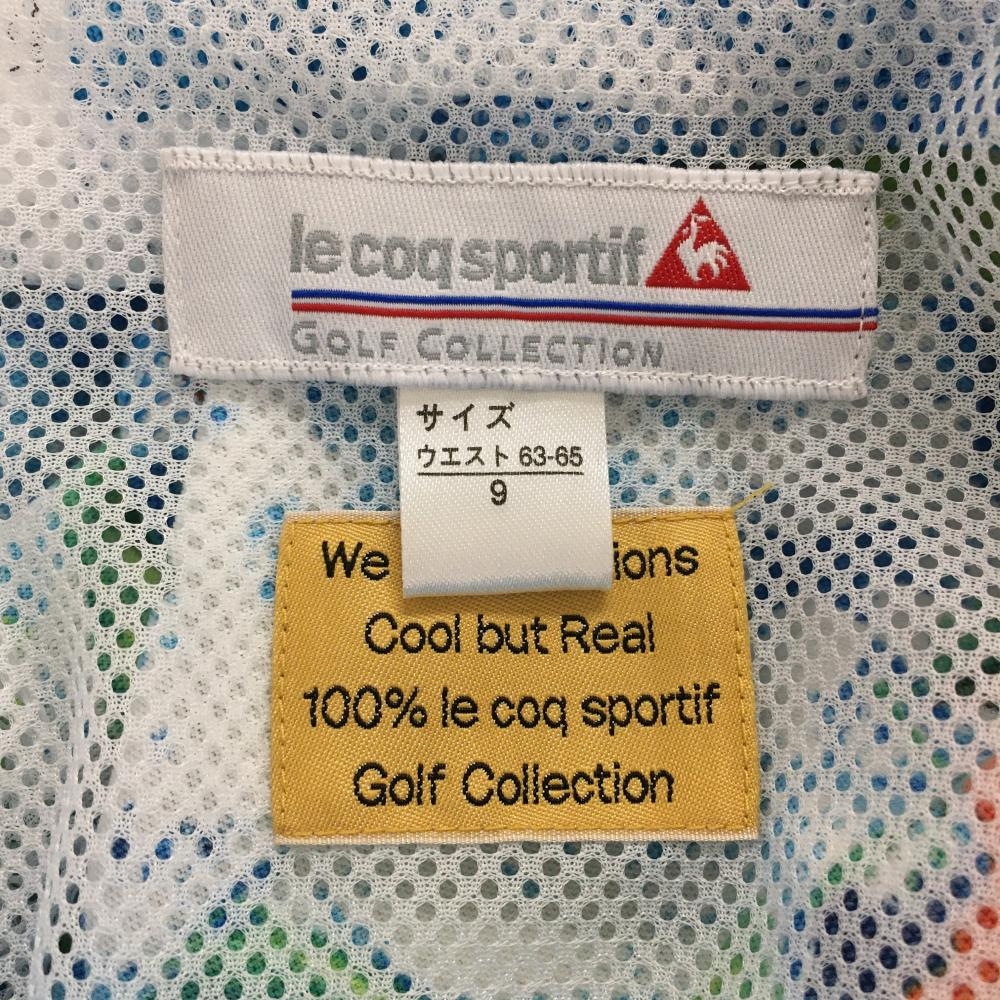 le coq sportif
GOLF COLLECTION
サイズ
ウエスト 63-65
9
We
Cool but Real
100% le coq sportif
Golf Collection